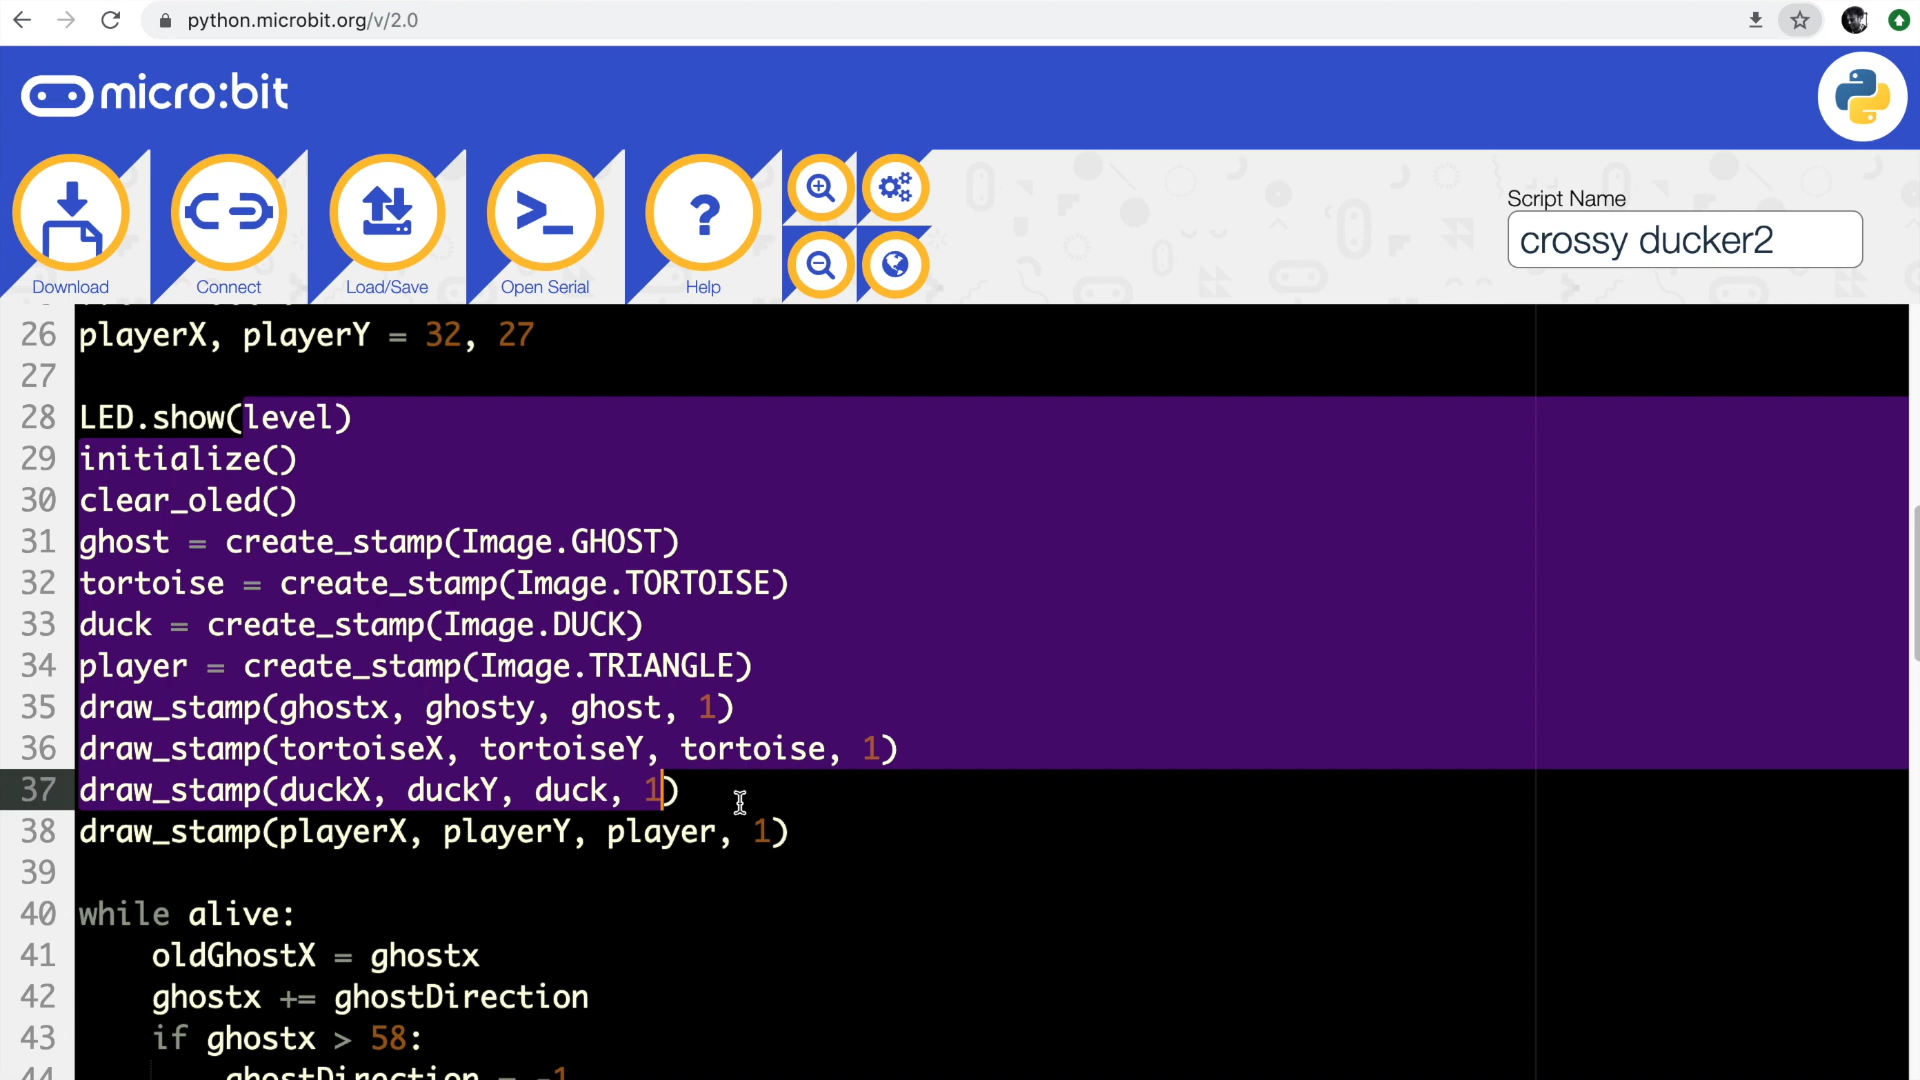 python.microbit.org/v/2.0
micro:bit
Download
Connect
Load/Save
Open Serial
Help
Script Name
crossy ducker2
26 playerX, playerY = 32, 27
27
28 LED.show(level)
29 initialize()
30 clear_oled()
31 ghost = create_stamp(Image.GHOST)
32 tortoise = create_stamp(Image.TORTOISE)
33 duck = create_stamp(Image.DUCK)
34 player = create_stamp(Image.TRIANGLE)
35 draw_stamp(ghostx, ghosty, ghost, 1)
36 draw_stamp(tortoiseX, tortoiseY, tortoise, 1)
37 draw_stamp(duckX, duckY, duck, 1)
38 draw_stamp(playerX, playerY, player, 1)
39
40 while alive:
41 oldGhostX = ghostx
42 ghostx += ghostDirection
43 if ghostx > 58:
44 ghostDirection = -1